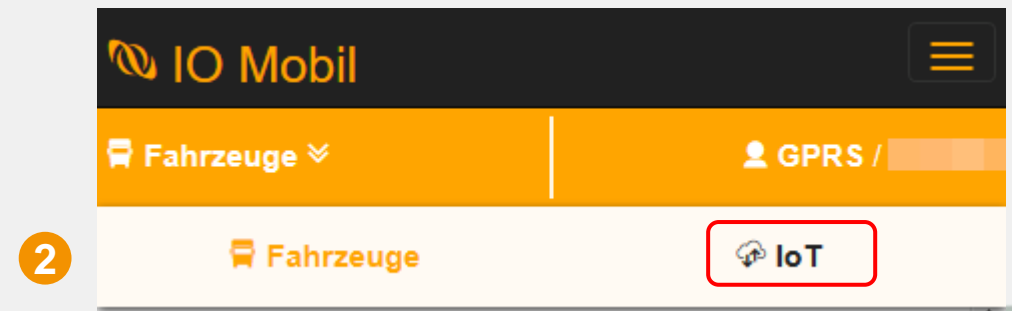 IO Mobil
Fahrzeuge
GPRS /
2
Fahrzeuge
IoT